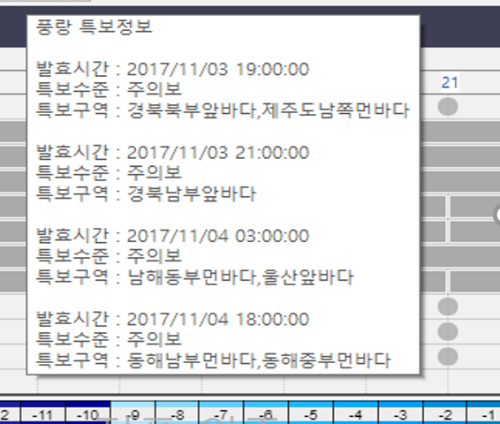 풍랑 특보정보
발효시간 : 2017/11/03 19:00:00
특보수준 : 주의보
특보구역 : 경북북부앞바다,제주도남쪽먼바다
발효시간 : 2017/11/03 21:00:00
특보수준 : 주의보
특보구역 : 경북남부앞바다
발효시간 : 2017/11/04 03:00:00
특보수준 : 주의보
특보구역 : 남해동부먼바다,울산앞바다
발효시간 : 2017/11/04 18:00:00
특보수준 : 주의보
특보구역 : 동해남부먼바다,동해중부먼바다
21
2 -11 -10 -9 -8 -7 -6 -5 -4 -3 -2 -1